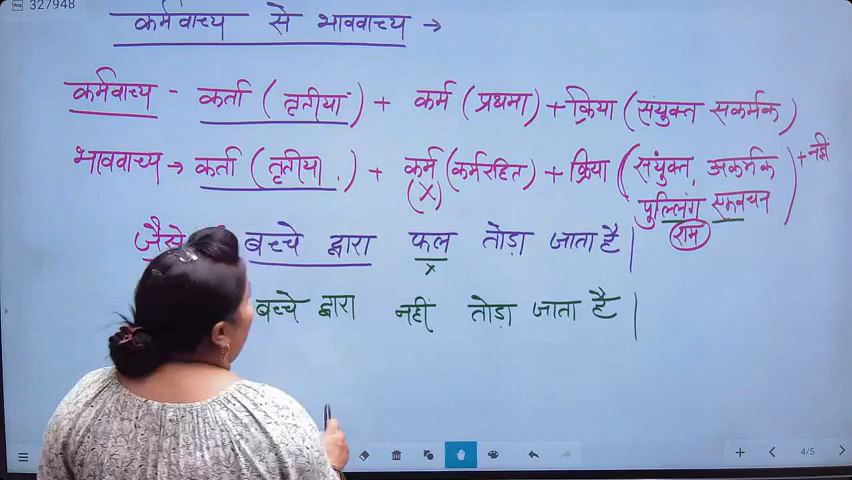 327948
कर्मवाच्य से भाववाच्य →
कर्मवाच्य - कर्ता (तृतीया) + कर्म (प्रथमा) + क्रिया (संयुक्त सकर्मक)
भाववाच्य → कर्ता (तृतीया.) + कर्म (कर्मरहित) + क्रिया (संयुक्त, अकर्मक + नहीं
(X) पुल्लिंग एकवचन)
राम
जैसे बच्चे द्वारा फल तोड़ा जाता है|
x
बच्चे द्वारा नहीं तोड़ा जाता है|
4/5